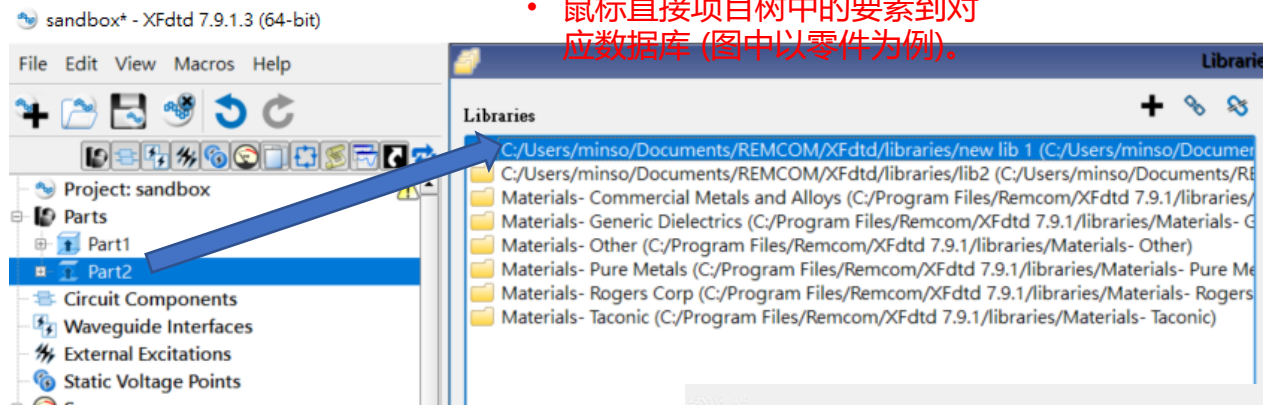 sandbox* - XFdtd 7.9.1.3 (64-bit)
• 鼠标直接项目树中的要素到对
应数据库 (图中以零件为例)。
File Edit View Macros Help
Librarie
Libraries
C:/Users/minso/Documents/REMCOM/XFdtd/libraries/new lib 1 (C:/Users/minso/Documer
C:/Users/minso/Documents/REMCOM/XFdtd/libraries/lib2 (C:/Users/minso/Documents/RE
Materials- Commercial Metals and Alloys (C:/Program Files/Remcom/XFdtd 7.9.1/libraries/
Materials- Generic Dielectrics (C:/Program Files/Remcom/XFdtd 7.9.1/libraries/Materials- G
Materials- Other (C:/Program Files/Remcom/XFdtd 7.9.1/libraries/Materials- Other)
Materials- Pure Metals (C:/Program Files/Remcom/XFdtd 7.9.1/libraries/Materials- Pure Me
Materials- Rogers Corp (C:/Program Files/Remcom/XFdtd 7.9.1/libraries/Materials- Rogers
Materials- Taconic (C:/Program Files/Remcom/XFdtd 7.9.1/libraries/Materials- Taconic)
Project: sandbox
Parts
Part1
Part2
Circuit Components
Waveguide Interfaces
External Excitations
Static Voltage Points